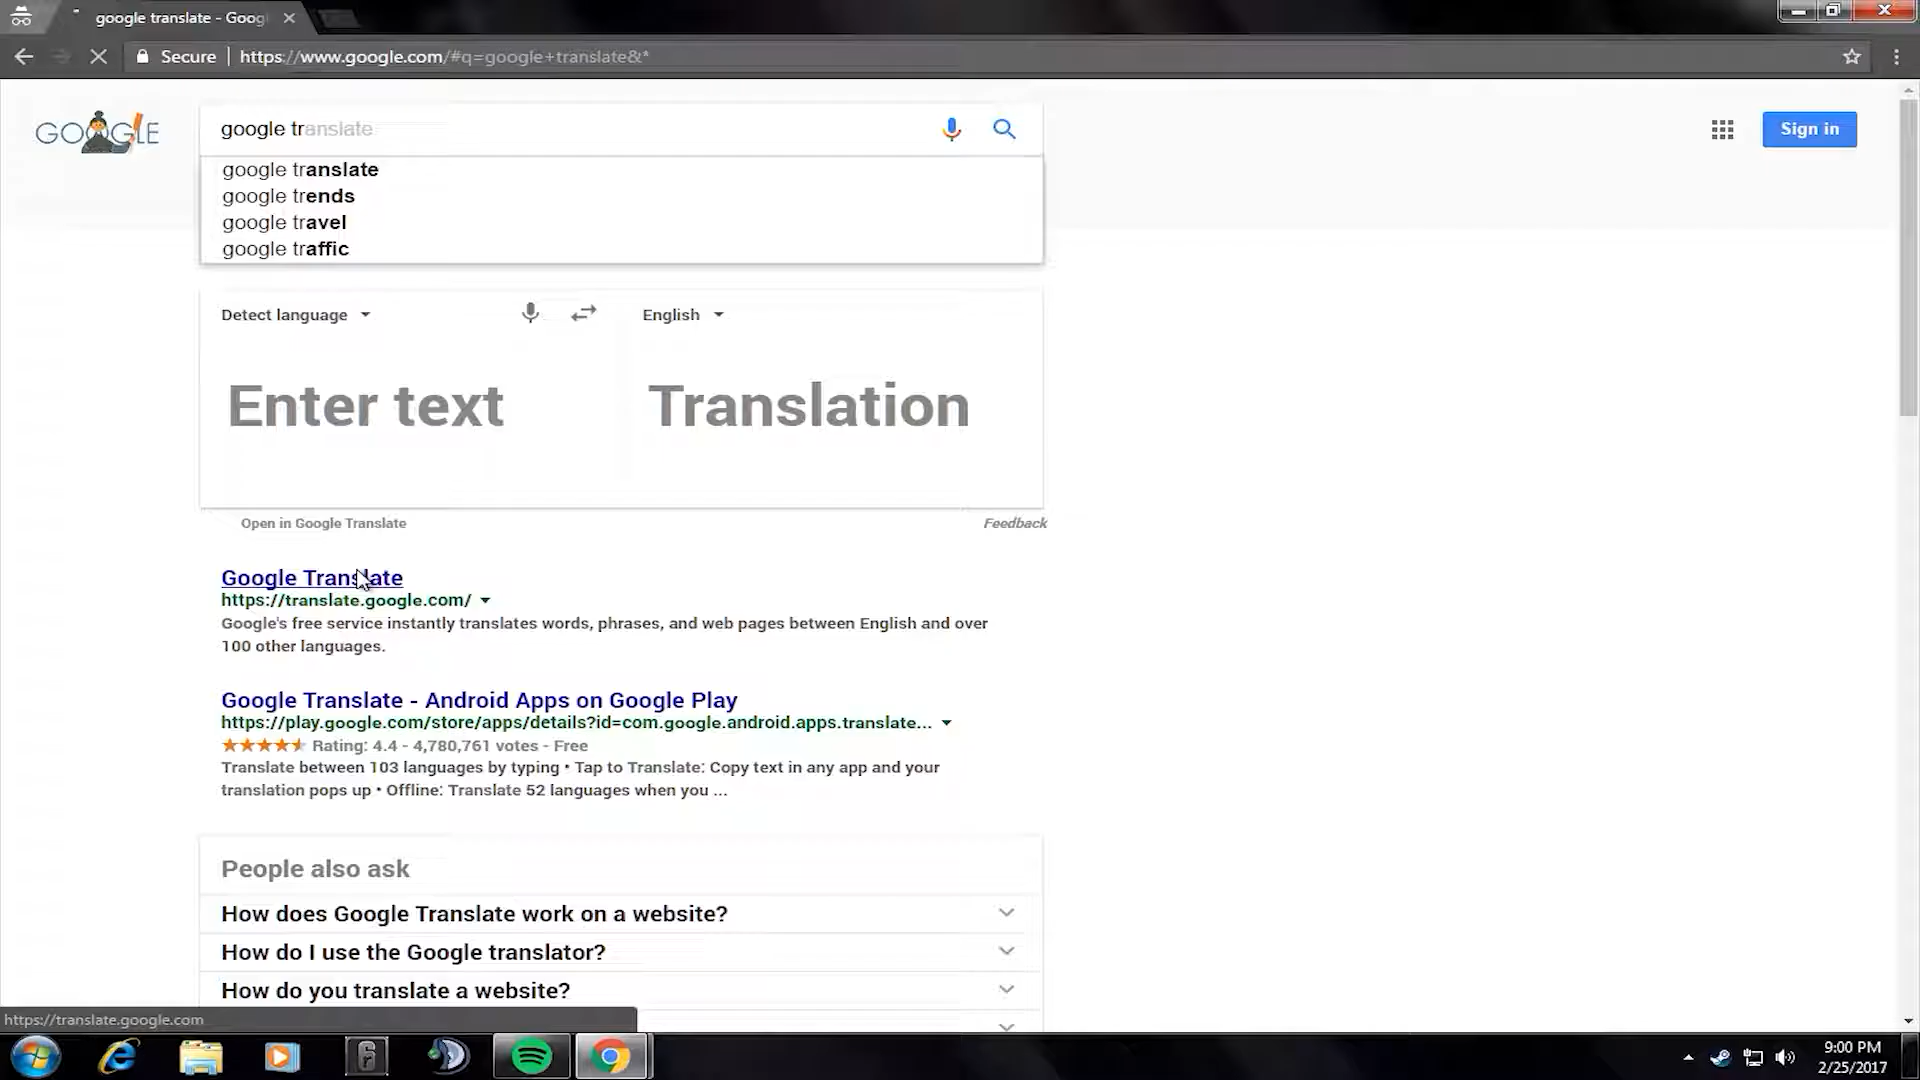 google translate - Goog
Secure
https://www.google.com/#q=google+translate&*
GOOGLE
google translate
Sign in
google translate
google trends
google travel
google traffic
Detect language
English
Enter text
Translation
Open in Google Translate
Feedback
Google Translate
https://translate.google.com/
Google's free service instantly translates words, phrases, and web pages between English and over
100 other languages.
Google Translate - Android Apps on Google Play
https://play.google.com/store/apps/details?id=com.google.android.apps.translate...
Rating: 4.4 - 4,780,761 votes - Free
Translate between 103 languages by typing • Tap to Translate: Copy text in any app and your
translation pops up • Offline: Translate 52 languages when you ...
People also ask
How does Google Translate work on a website?
How do I use the Google translator?
How do you translate a website?
https://translate.google.com
9:00 PM
2/25/2017